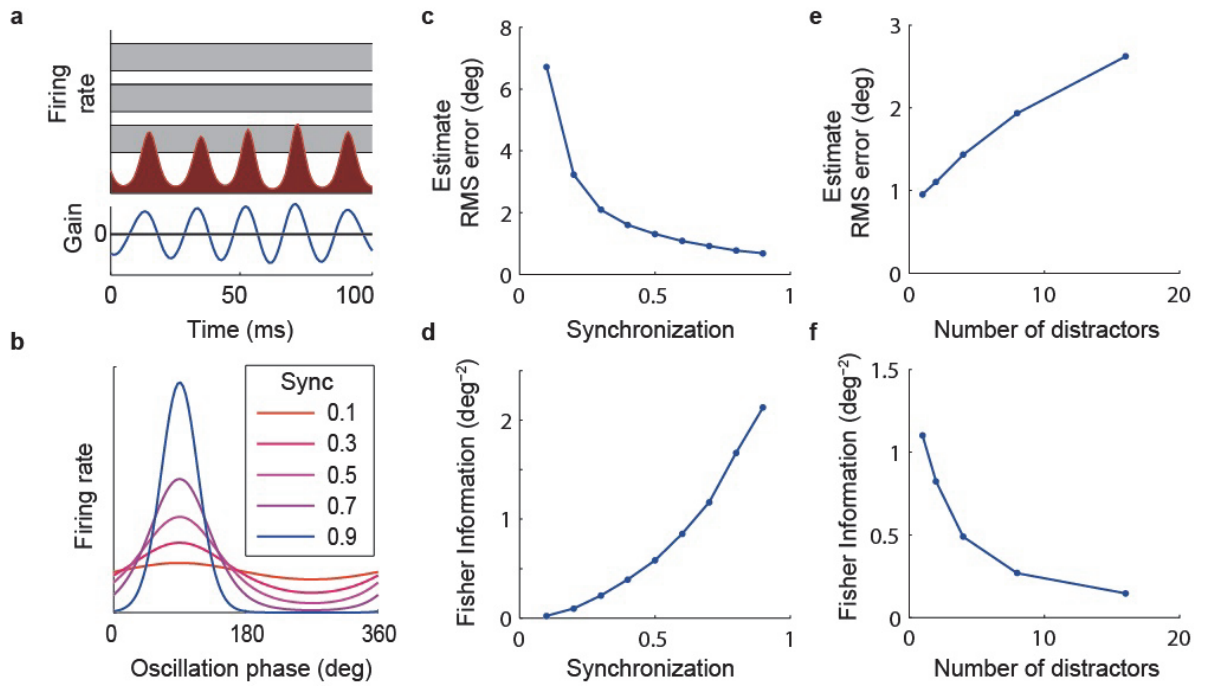 a
Firing
rate
Gain
0
0
50
100
Time (ms)
b
Firing rate
Sync
0.1
0.3
0.5
0.7
0.9
0
180
360
Oscillation phase (deg)
c
Estimate
RMS error (deg)
8
6
4
2
0
0
0.5
1
Synchronization
d
Fisher Information (deg⁻²)
2
1
0
0
0.5
1
Synchronization
e
Estimate
RMS error (deg)
3
2
1
0
0
10
20
Number of distractors
f
Fisher Information (deg⁻²)
1.5
1
0.5
0
0
10
20
Number of distractors